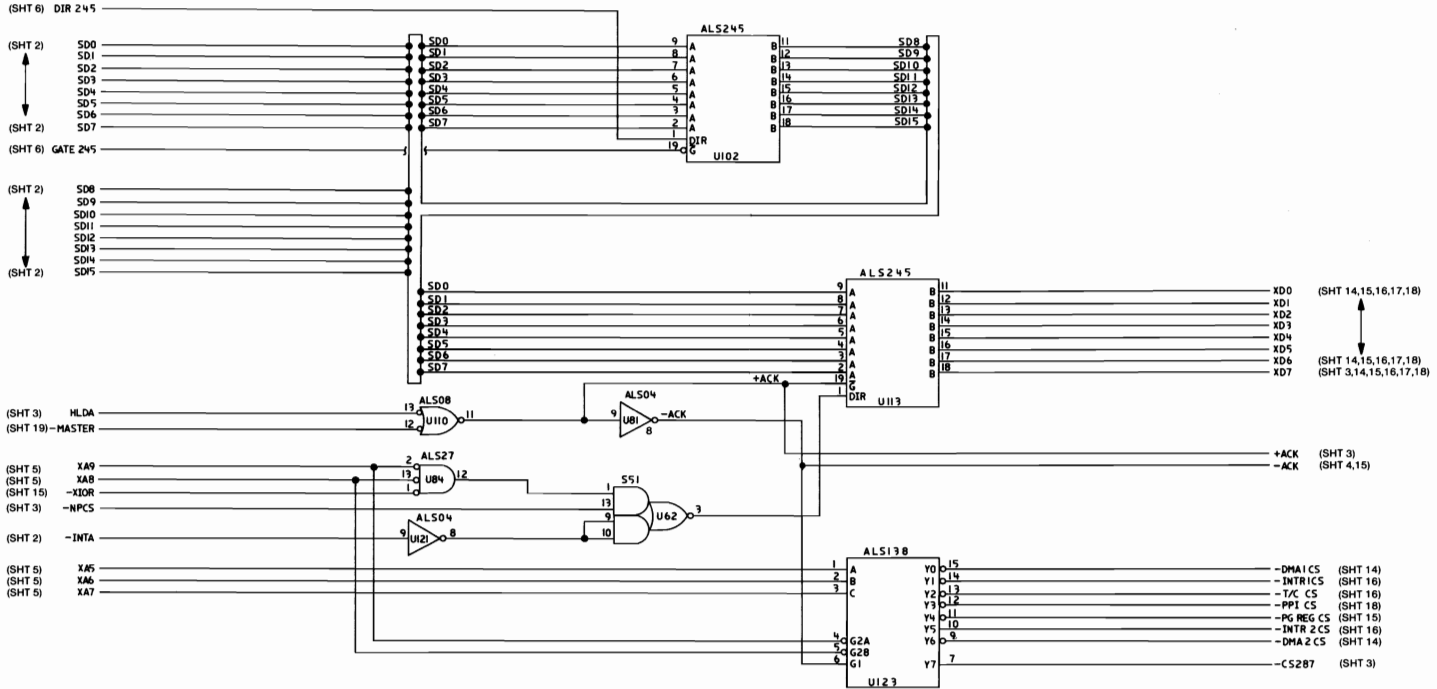 (SHT 6) DIR 245
(SHT 2) SD0
SD1
SD2
SD3
SD4
SD5
SD6
(SHT 2) SD7
(SHT 6) GATE 245
(SHT 2) SD8
SD9
SD10
SD11
SD12
SD13
SD14
(SHT 2) SD15
ALS245
SD0 9 A B 11 SD8
SD1 8 A B 12 SD9
SD2 7 A B 13 SD10
SD3 6 A B 14 SD11
SD4 5 A B 15 SD12
SD5 4 A B 16 SD13
SD6 3 A B 17 SD14
SD7 2 A B 18 SD15
1 DIR
19 G
U102
ALS245
SD0 9 A B 11 XD0 (SHT 14,15,16,17,18)
SD1 8 A B 12 XD1
SD2 7 A B 13 XD2
SD3 6 A B 14 XD3
SD4 5 A B 15 XD4
SD5 4 A B 16 XD5
SD6 3 A B 17 XD6 (SHT 14,15,16,17,18)
SD7 2 A B 18 XD7 (SHT 3,14,15,16,17,18)
+ACK 19 G
1 DIR
U113
(SHT 3) HLDA
(SHT 19) -MASTER
ALS08
13
12
U110 11
ALS04
9 U81 8 -ACK
+ACK (SHT 3)
-ACK (SHT 4,15)
(SHT 5) XA9
(SHT 5) XA8
(SHT 15) -XIOR
(SHT 3) -NPCS
(SHT 2) -INTA
ALS27
2
13
1
U84 12
ALS04
9 U121 8
S51
1
13
9
10
U62 3
(SHT 5) XA5
(SHT 5) XA6
(SHT 5) XA7
ALS138
1 A Y0 15 -DMA1CS (SHT 14)
2 B Y1 14 -INTR1CS (SHT 16)
3 C Y2 13 -T/C CS (SHT 16)
Y3 12 -PPI CS (SHT 18)
Y4 11 -PG REG CS (SHT 15)
Y5 10 -INTR 2CS (SHT 16)
4 G2A Y6 9 -DMA 2CS (SHT 14)
5 G2B
6 G1 Y7 7 -CS287 (SHT 3)
U123